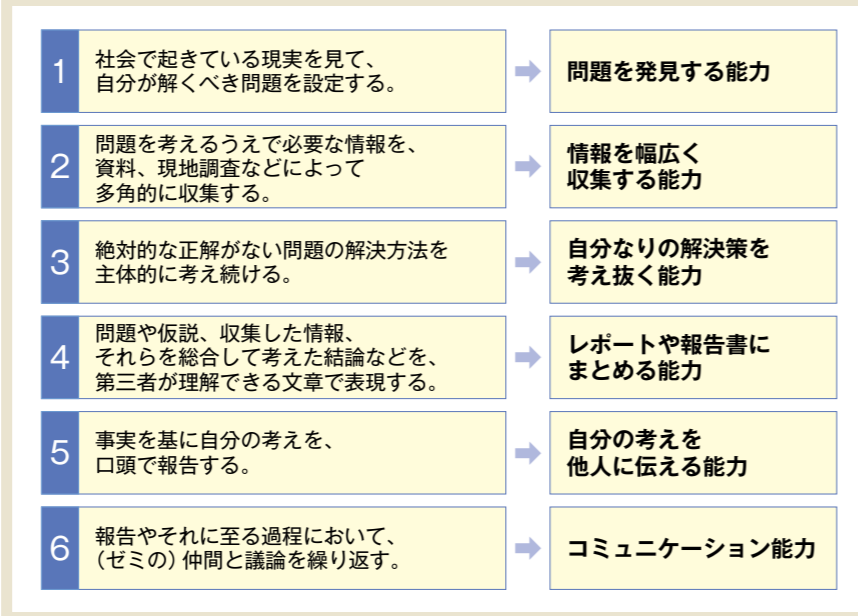 1
社会で起きている現実を見て、
自分が解くべき問題を設定する。
問題を発見する能力
2
問題を考えるうえで必要な情報を、
資料、現地調査などによって
多角的に収集する。
情報を幅広く
収集する能力
3
絶対的な正解がない問題の解決方法を
主体的に考え続ける。
自分なりの解決策を
考え抜く能力
4
問題や仮説、収集した情報、
それらを総合して考えた結論などを、
第三者が理解できる文章で表現する。
レポートや報告書に
まとめる能力
5
事実を基に自分の考えを、
口頭で報告する。
自分の考えを
他人に伝える能力
6
報告やそれに至る過程において、
（ゼミの）仲間と議論を繰り返す。
コミュニケーション能力